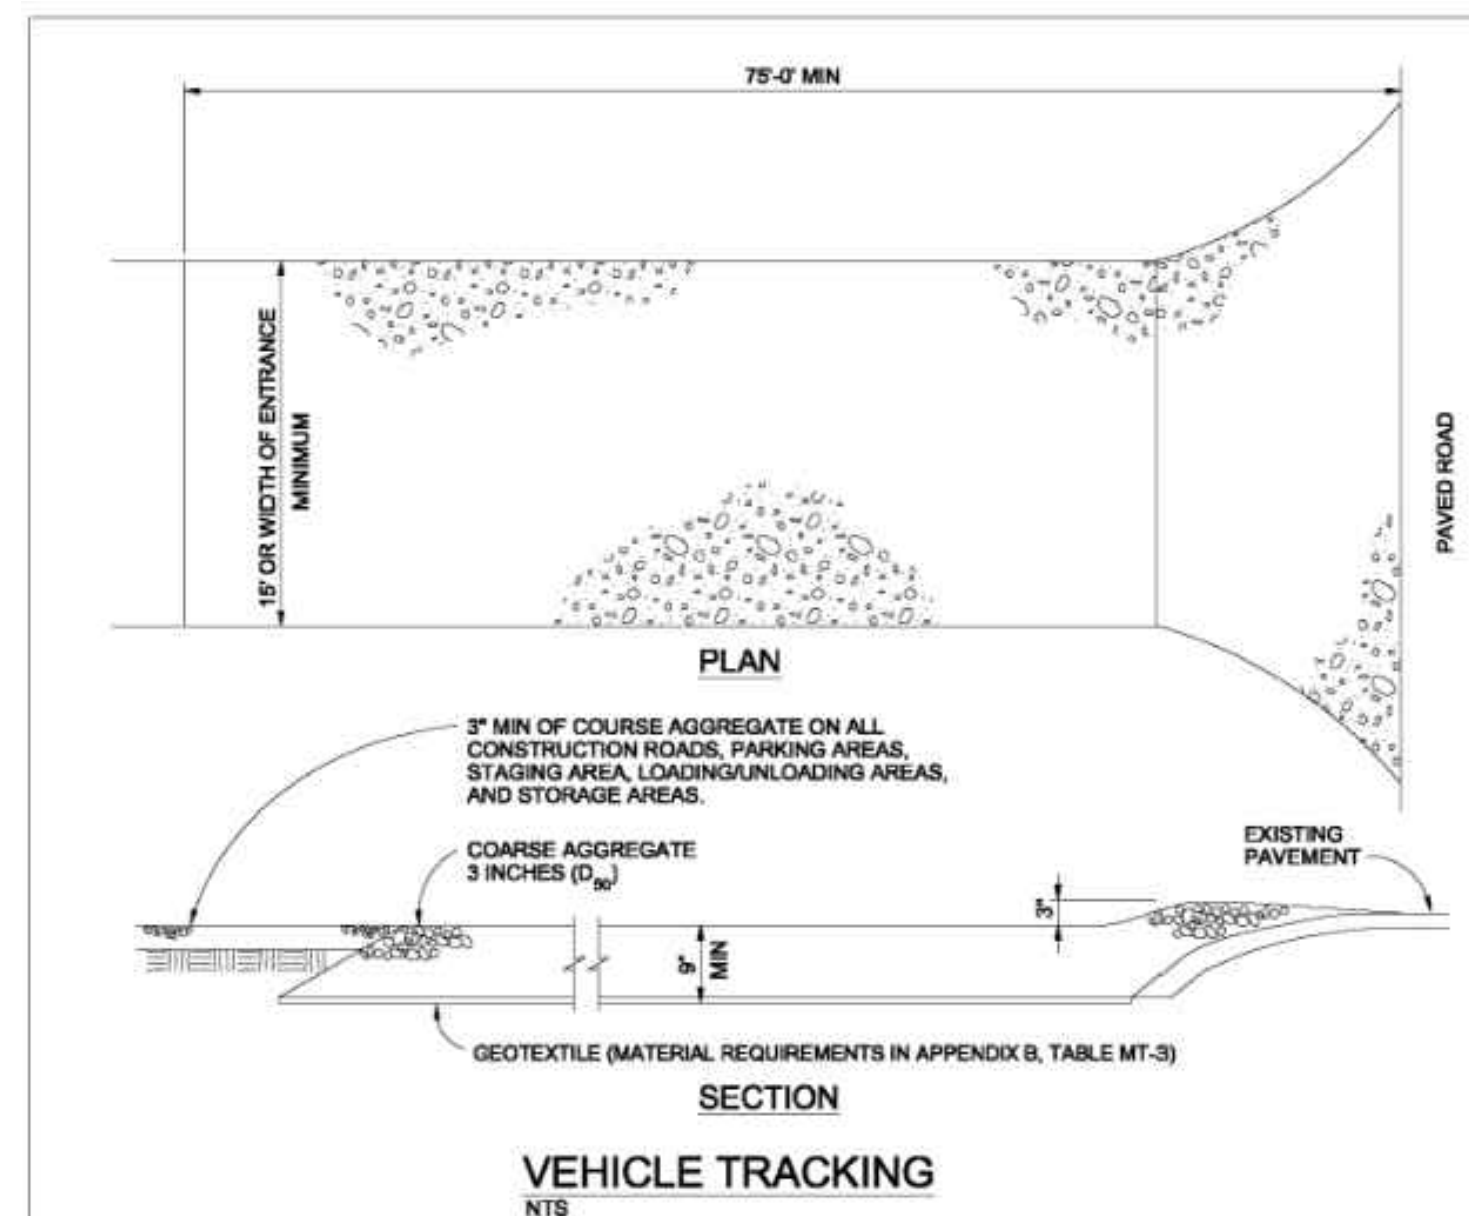 75'-0' MIN
15' OR WIDTH OF ENTRANCE
MINIMUM
PAVED ROAD
PLAN
3" MIN OF COURSE AGGREGATE ON ALL
CONSTRUCTION ROADS, PARKING AREAS,
STAGING AREA, LOADING/UNLOADING AREAS,
AND STORAGE AREAS.
COARSE AGGREGATE
3 INCHES (D50)
EXISTING
PAVEMENT
3"
9"
MIN
GEOTEXTILE (MATERIAL REQUIREMENTS IN APPENDIX B, TABLE MT-3)
SECTION
VEHICLE TRACKING
NTS